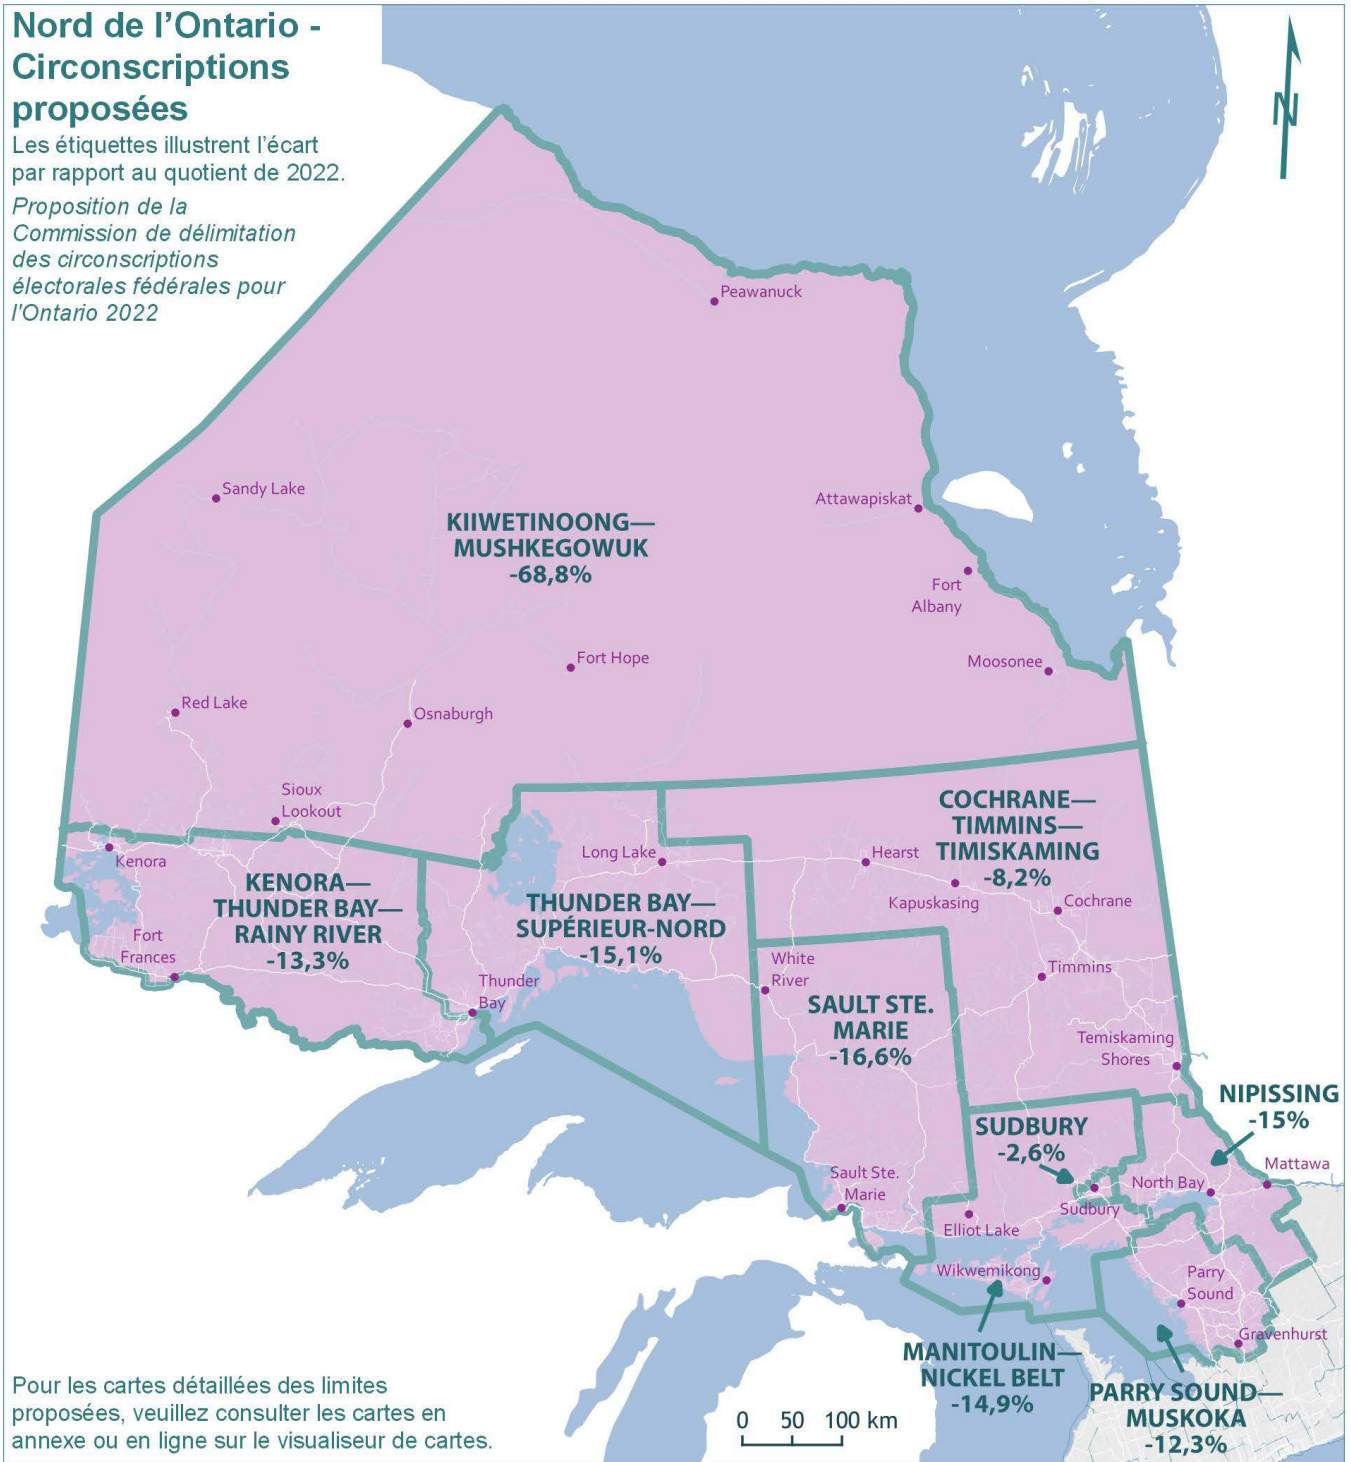 Nord de l'Ontario -
Circonscriptions
proposées
Les étiquettes illustrent l'écart
par rapport au quotient de 2022.
Proposition de la
Commission de délimitation
des circonscriptions
électorales fédérales pour
l'Ontario 2022
N
Peawanuck
Sandy Lake
Attawapiskat
KIIWETINOONG—
MUSHKEGOWUK
-68,8%
Fort
Albany
Fort Hope
Moosonee
Red Lake
Osnaburgh
Sioux
Lookout
COCHRANE—
TIMMINS—
TIMISKAMING
-8,2%
Kenora
Long Lake
Hearst
Kapuskasing
Cochrane
KENORA—
THUNDER BAY—
RAINY RIVER
-13,3%
THUNDER BAY—
SUPÉRIEUR-NORD
-15,1%
Fort
Frances
White
River
Timmins
Thunder
Bay
SAULT STE.
MARIE
-16,6%
Temiskaming
Shores
NIPISSING
-15%
SUDBURY
-2,6%
Mattawa
Sault Ste.
Marie
North Bay
Sudbury
Elliot Lake
Wikwemikong
Parry
Sound
Gravenhurst
MANITOULIN—
NICKEL BELT
-14,9%
PARRY SOUND—
MUSKOKA
-12,3%
Pour les cartes détaillées des limites
proposées, veuillez consulter les cartes en
annexe ou en ligne sur le visualiseur de cartes.
0 50 100 km